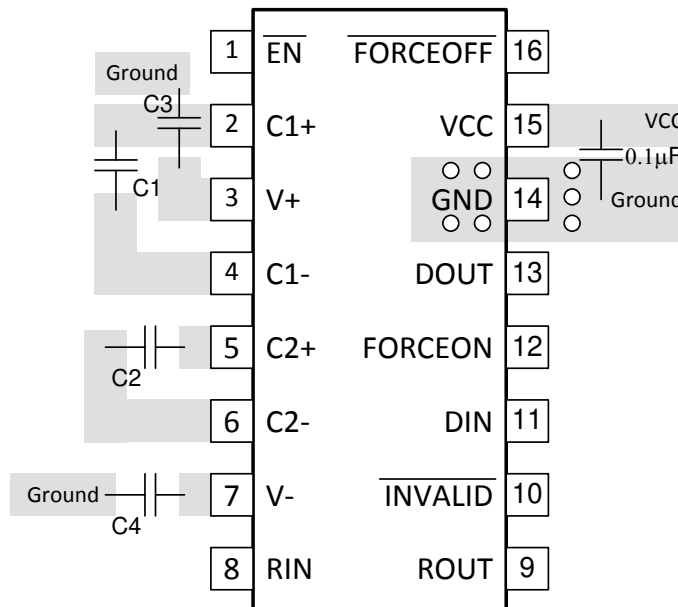 1 EN FORCEOFF 16
Ground
C3
2 C1+ VCC 15 VCC
C1 0.1µF
3 V+ GND 14 Ground
4 C1- DOUT 13
5 C2+ FORCEON 12
C2
6 C2- DIN 11
Ground 7 V- INVALID 10
C4
8 RIN ROUT 9